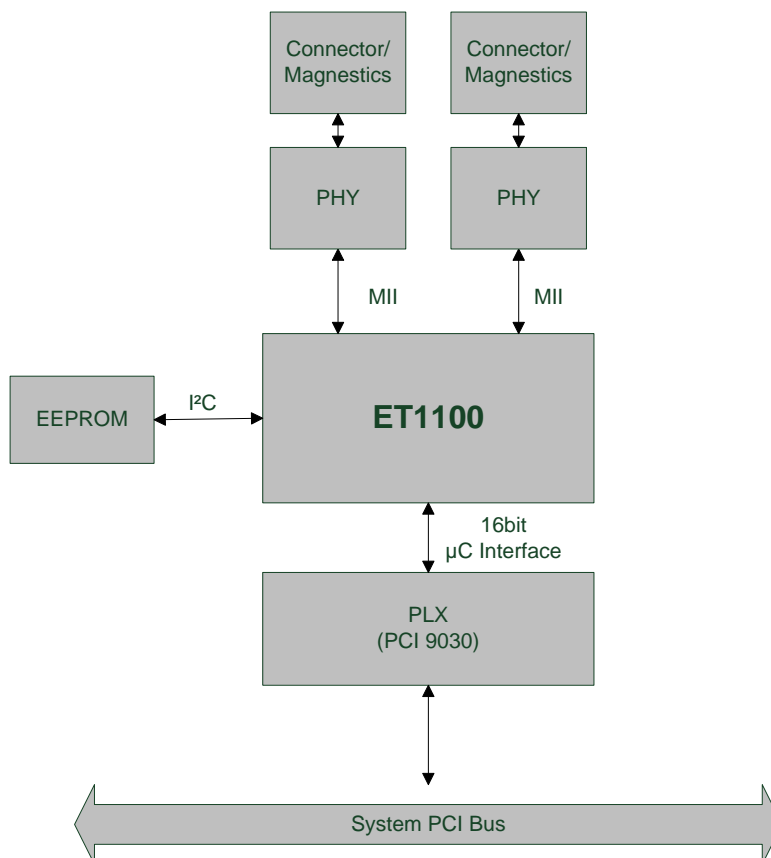 Connector/
Magnestics
Connector/
Magnestics
PHY
PHY
MII
MII
EEPROM
I²C
ET1100
16bit
µC Interface
PLX
(PCI 9030)
System PCI Bus